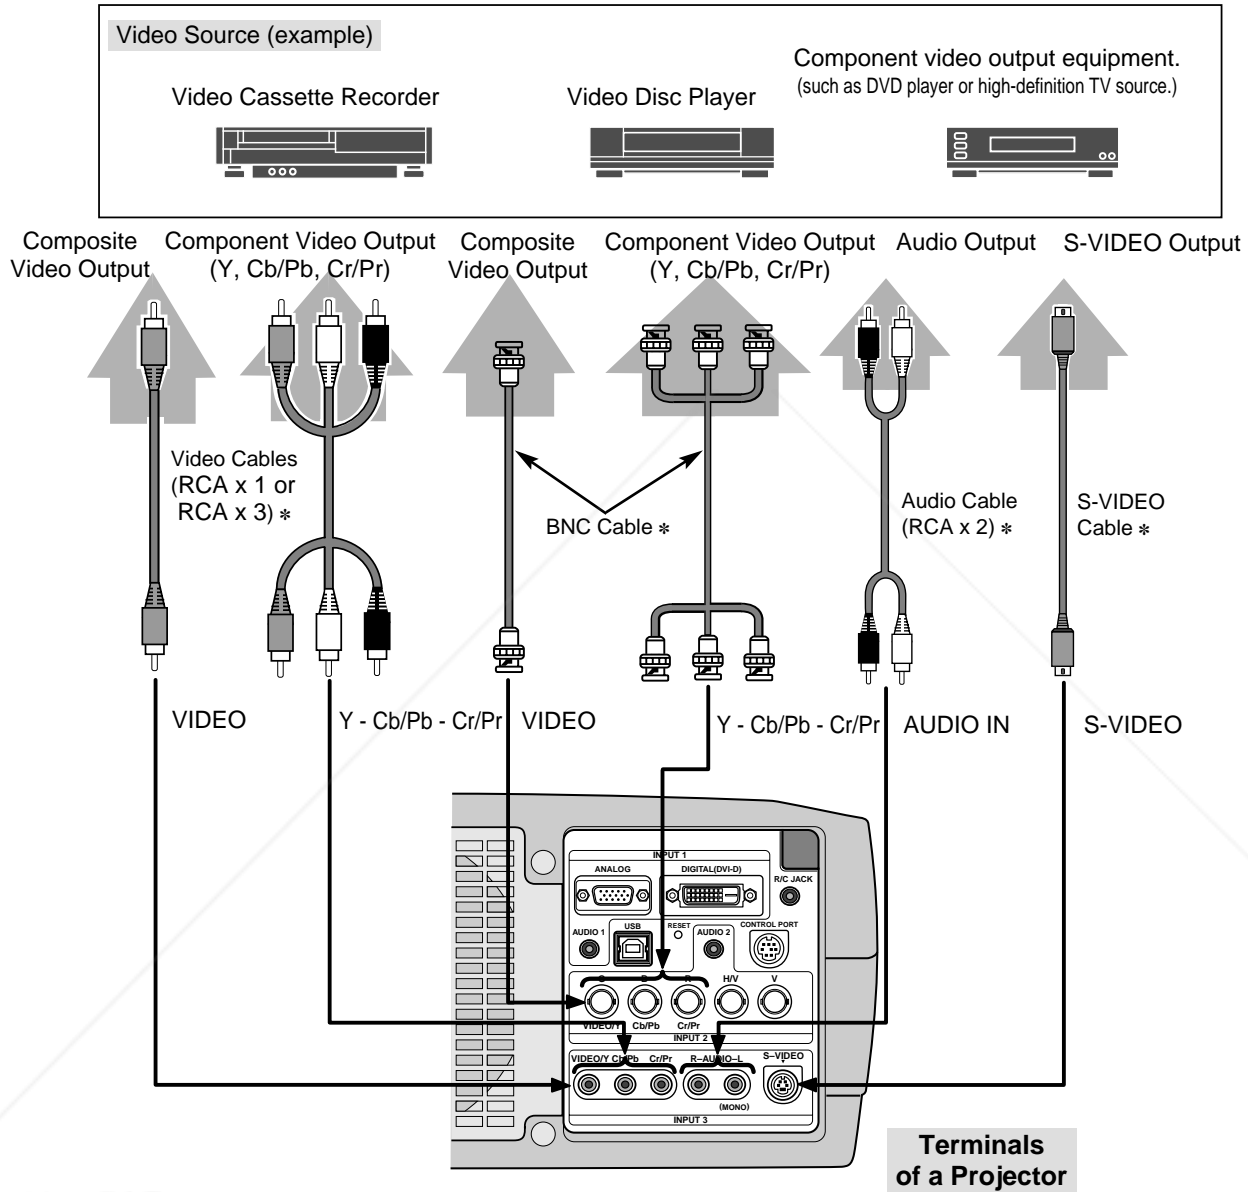 Video Source (example)
Component video output equipment.
(such as DVD player or high-definition TV source.)
Video Cassette Recorder
Video Disc Player
Composite
Video Output
Component Video Output
(Y, Cb/Pb, Cr/Pr)
Composite
Video Output
Component Video Output
(Y, Cb/Pb, Cr/Pr)
Audio Output
S-VIDEO Output
Video Cables
(RCA x 1 or
RCA x 3) *
BNC Cable *
Audio Cable
(RCA x 2) *
S-VIDEO
Cable *
VIDEO
Y - Cb/Pb - Cr/Pr
VIDEO
Y - Cb/Pb - Cr/Pr
AUDIO IN
S-VIDEO
INPUT 1
ANALOG
DIGITAL(DVI-D)
R/C JACK
AUDIO 1
USB
RESET
AUDIO 2
CONTROL PORT
G
B
R
H/V
V
VIDEO/Y
Cb/Pb
Cr/Pr
INPUT 2
VIDEO/Y
Cb/Pb
Cr/Pr
R–AUDIO–L
S–VIDEO
(MONO)
INPUT 3
Terminals
of a Projector